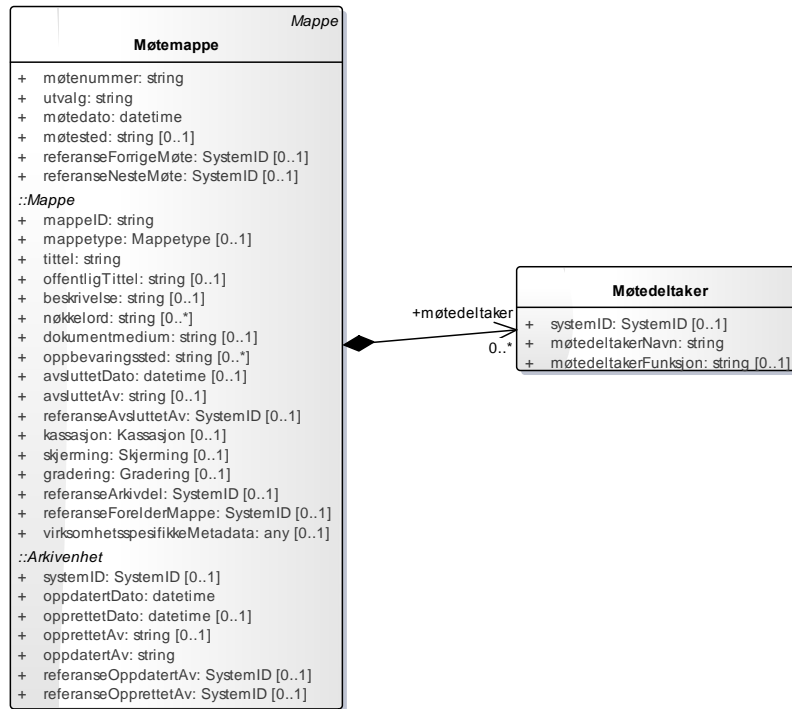 Mappe
Møtemappe
+ møtenummer: string
+ utvalg: string
+ møtedato: datetime
+ møtested: string [0..1]
+ referanseForrigeMøte: SystemID [0..1]
+ referanseNesteMøte: SystemID [0..1]
::Mappe
+ mappeID: string
+ mappetype: Mappetype [0..1]
+ tittel: string
+ offentligTittel: string [0..1]
+ beskrivelse: string [0..1]
+ nøkkelord: string [0..*]
+ dokumentmedium: string [0..1]
+ oppbevaringssted: string [0..*]
+ avsluttetDato: datetime [0..1]
+ avsluttetAv: string [0..1]
+ referanseAvsluttetAv: SystemID [0..1]
+ kassasjon: Kassasjon [0..1]
+ skjerming: Skjerming [0..1]
+ gradering: Gradering [0..1]
+ referanseArkivdel: SystemID [0..1]
+ referanseForelderMappe: SystemID [0..1]
+ virksomhetsspesifikkeMetadata: any [0..1]
::Arkivenhet
+ systemID: SystemID [0..1]
+ oppdatertDato: datetime
+ opprettetDato: datetime [0..1]
+ opprettetAv: string [0..1]
+ oppdatertAv: string
+ referanseOppdatertAv: SystemID [0..1]
+ referanseOpprettetAv: SystemID [0..1]
+møtedeltaker
0..*
Møtedeltaker
+ systemID: SystemID [0..1]
+ møtedeltakerNavn: string
+ møtedeltakerFunksjon: string [0..1]